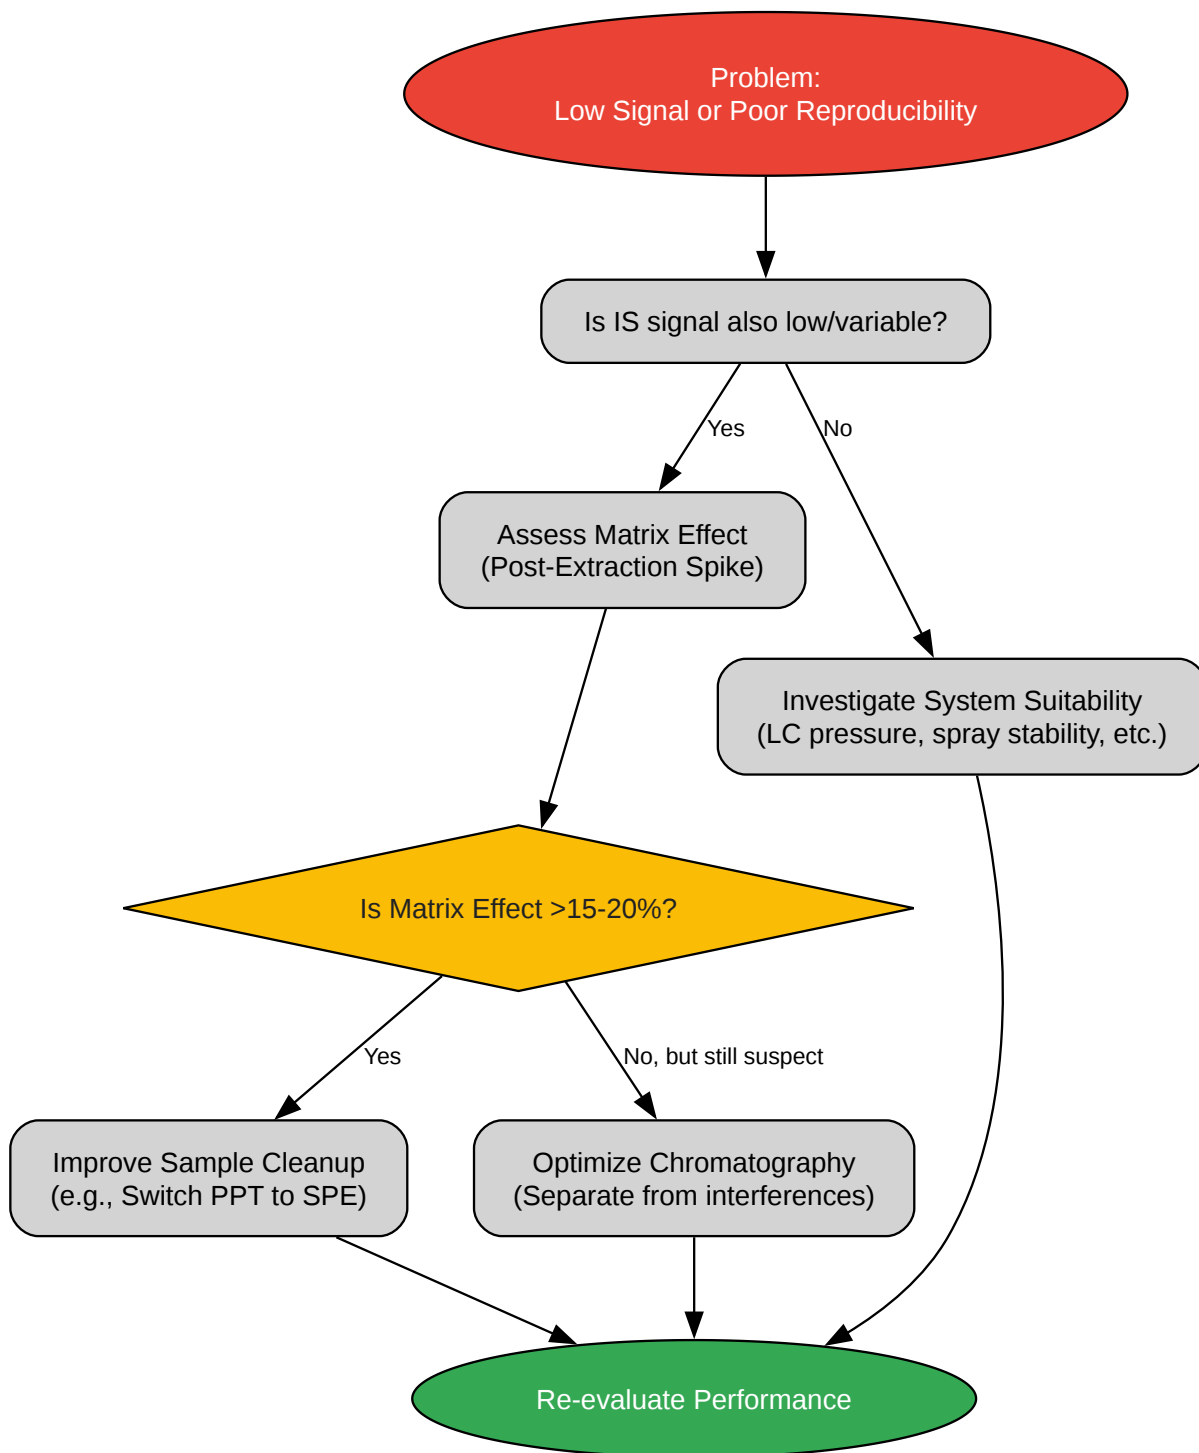 Problem:
Low Signal or Poor Reproducibility
Is IS signal also low/variable?
Yes
No
Assess Matrix Effect
(Post-Extraction Spike)
Investigate System Suitability
(LC pressure, spray stability, etc.)
Is Matrix Effect >15-20%?
Yes
No, but still suspect
Improve Sample Cleanup
(e.g., Switch PPT to SPE)
Optimize Chromatography
(Separate from interferences)
Re-evaluate Performance